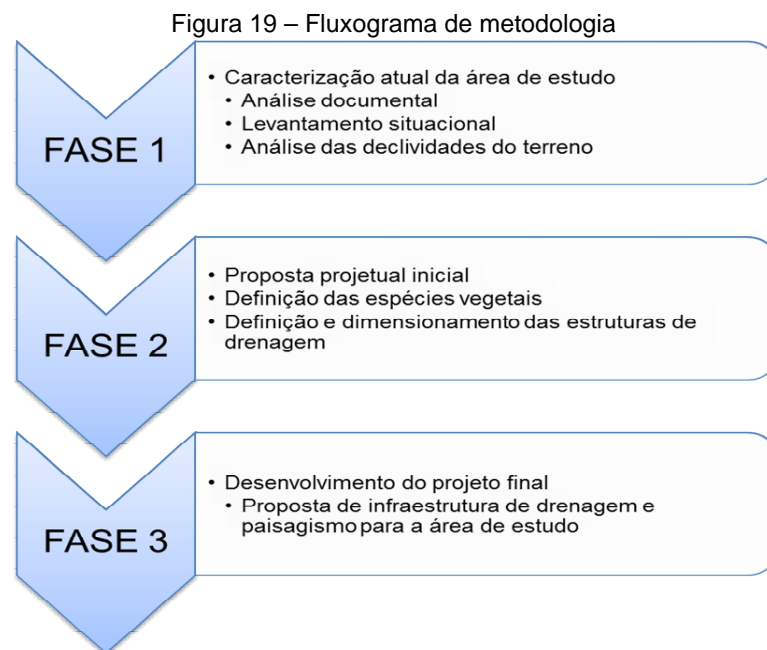 Figura 19 – Fluxograma de metodologia
FASE 1
• Caracterização atual da área de estudo
• Análise documental
• Levantamento situacional
• Análise das declividades do terreno
FASE 2
• Proposta projetual inicial
• Definição das espécies vegetais
• Definição e dimensionamento das estruturas de
drenagem
FASE 3
• Desenvolvimento do projeto final
• Proposta de infraestrutura de drenagem e
paisagismo para a área de estudo